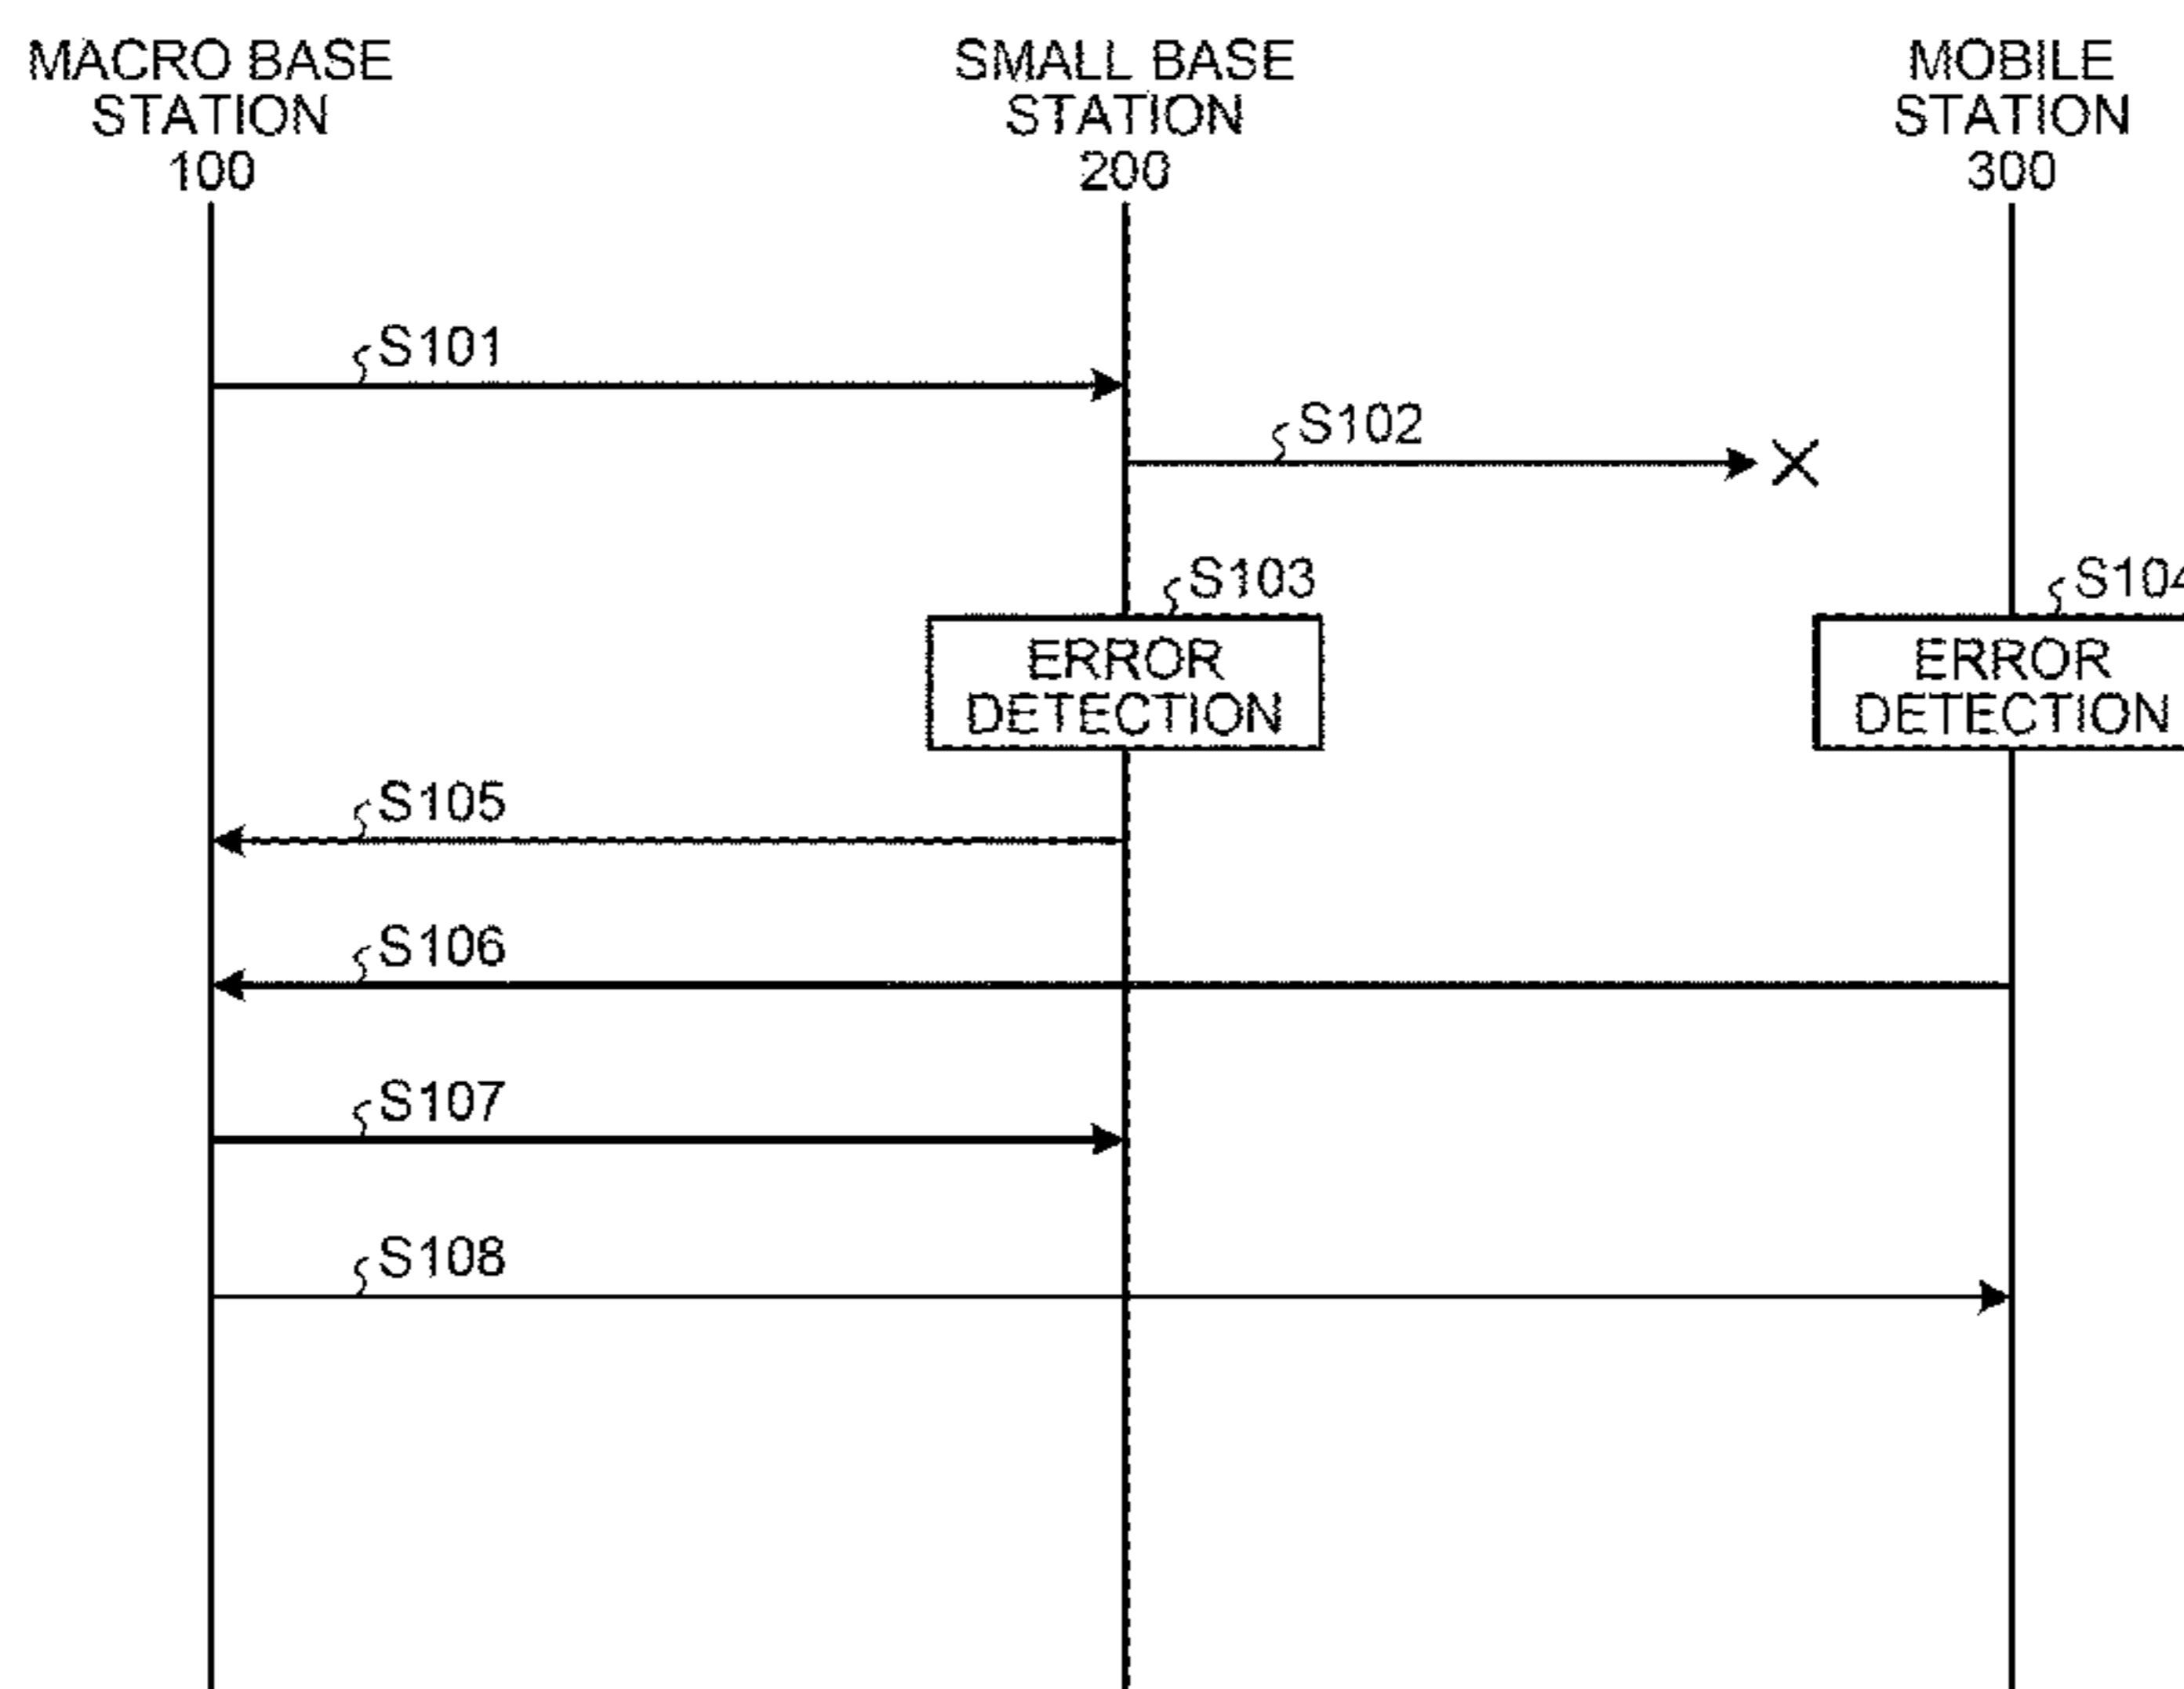 MACRO BASE
STATION
100
SMALL BASE
STATION
200
MOBILE
STATION
300
S101
S102
S103
S104
ERROR
DETECTION
ERROR
DETECTION
S105
S106
S107
S108